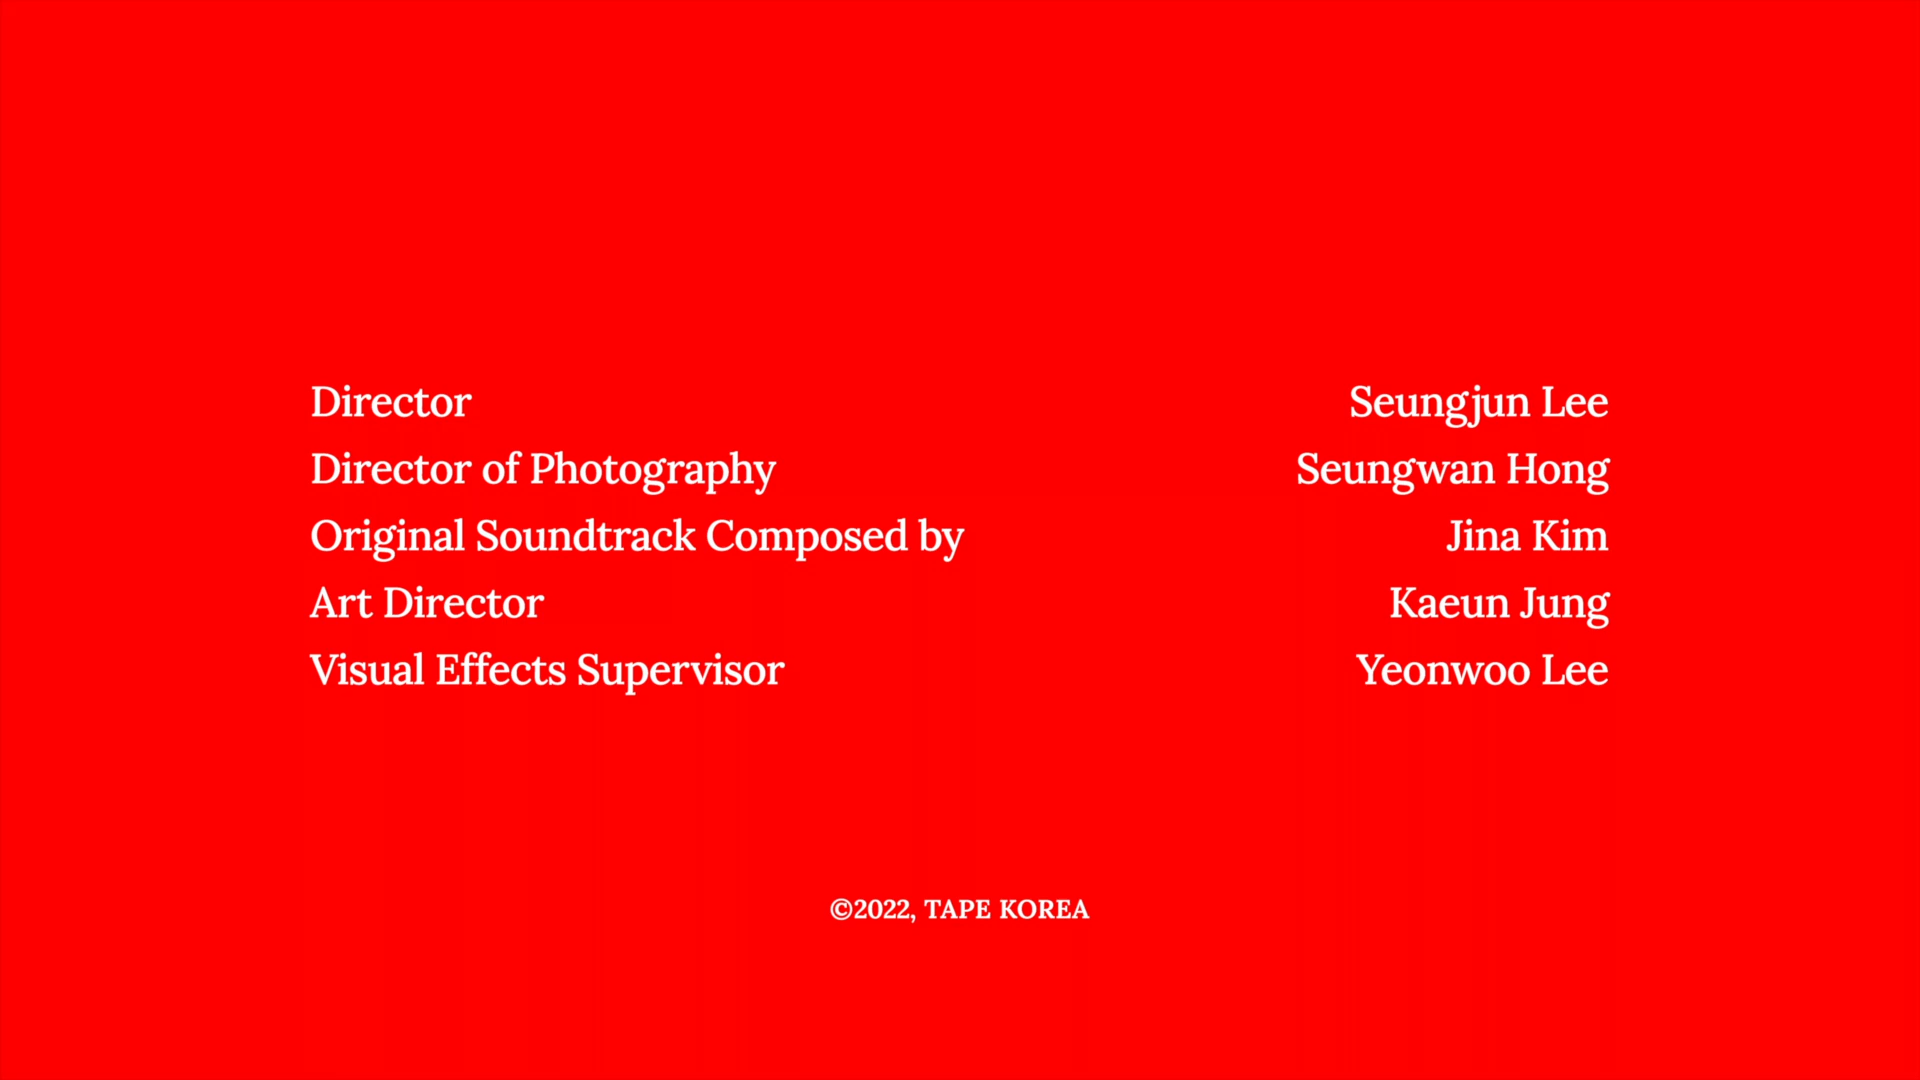 Director Seungjun Lee
Director of Photography Seungwan Hong
Original Soundtrack Composed by Jina Kim
Art Director Kaeun Jung
Visual Effects Supervisor Yeonwoo Lee
©2022, TAPE KOREA